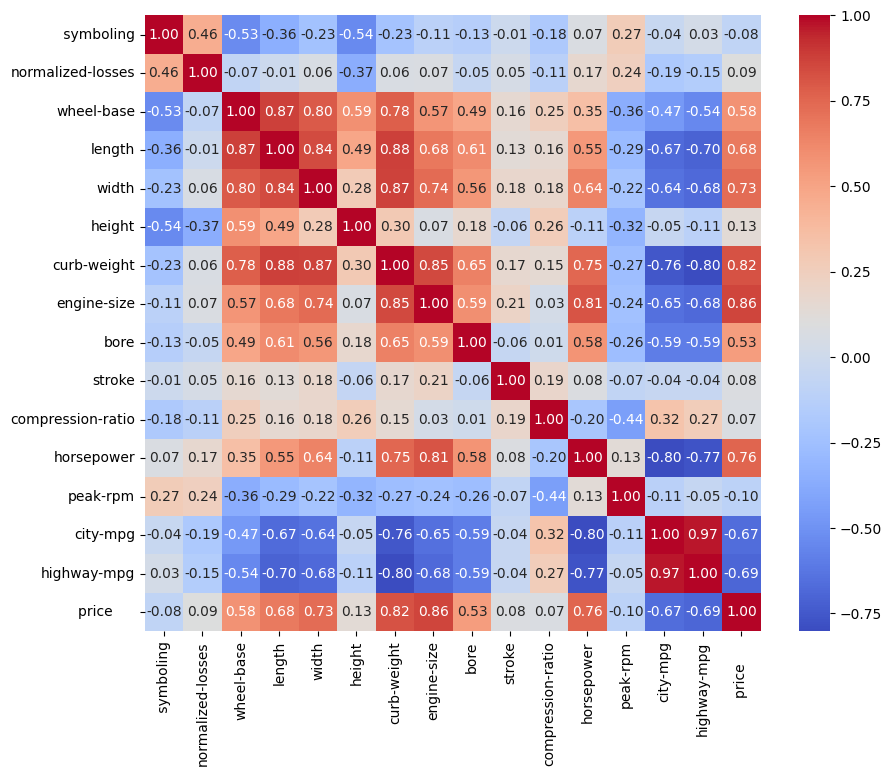 symboling 1.00 0.46 -0.53 -0.36 -0.23 -0.54 -0.23 -0.11 -0.13 -0.01 -0.18 0.07 0.27 -0.04 0.03 -0.08 1.00
normalized-losses 0.46 1.00 -0.07 -0.01 0.06 -0.37 0.06 0.07 -0.05 0.05 -0.11 0.17 0.24 -0.19 -0.15 0.09
wheel-base -0.53 -0.07 1.00 0.87 0.80 0.59 0.78 0.57 0.49 0.16 0.25 0.35 -0.36 -0.47 -0.54 0.58 0.75
length -0.36 -0.01 0.87 1.00 0.84 0.49 0.88 0.68 0.61 0.13 0.16 0.55 -0.29 -0.67 -0.70 0.68
width -0.23 0.06 0.80 0.84 1.00 0.28 0.87 0.74 0.56 0.18 0.18 0.64 -0.22 -0.64 -0.68 0.73 0.50
height -0.54 -0.37 0.59 0.49 0.28 1.00 0.30 0.07 0.18 -0.06 0.26 -0.11 -0.32 -0.05 -0.11 0.13
curb-weight -0.23 0.06 0.78 0.88 0.87 0.30 1.00 0.85 0.65 0.17 0.15 0.75 -0.27 -0.76 -0.80 0.82 0.25
engine-size -0.11 0.07 0.57 0.68 0.74 0.07 0.85 1.00 0.59 0.21 0.03 0.81 -0.24 -0.65 -0.68 0.86
bore -0.13 -0.05 0.49 0.61 0.56 0.18 0.65 0.59 1.00 -0.06 0.01 0.58 -0.26 -0.59 -0.59 0.53 0.00
stroke -0.01 0.05 0.16 0.13 0.18 -0.06 0.17 0.21 -0.06 1.00 0.19 0.08 -0.07 -0.04 -0.04 0.08
compression-ratio -0.18 -0.11 0.25 0.16 0.18 0.26 0.15 0.03 0.01 0.19 1.00 -0.20 -0.44 0.32 0.27 0.07 −0.25
horsepower 0.07 0.17 0.35 0.55 0.64 -0.11 0.75 0.81 0.58 0.08 -0.20 1.00 0.13 -0.80 -0.77 0.76
peak-rpm 0.27 0.24 -0.36 -0.29 -0.22 -0.32 -0.27 -0.24 -0.26 -0.07 -0.44 0.13 1.00 -0.11 -0.05 -0.10 −0.50
city-mpg -0.04 -0.19 -0.47 -0.67 -0.64 -0.05 -0.76 -0.65 -0.59 -0.04 0.32 -0.80 -0.11 1.00 0.97 -0.67
highway-mpg 0.03 -0.15 -0.54 -0.70 -0.68 -0.11 -0.80 -0.68 -0.59 -0.04 0.27 -0.77 -0.05 0.97 1.00 -0.69
price -0.08 0.09 0.58 0.68 0.73 0.13 0.82 0.86 0.53 0.08 0.07 0.76 -0.10 -0.67 -0.69 1.00 −0.75
symboling normalized-losses wheel-base length width height curb-weight engine-size bore stroke compression-ratio horsepower peak-rpm city-mpg highway-mpg price